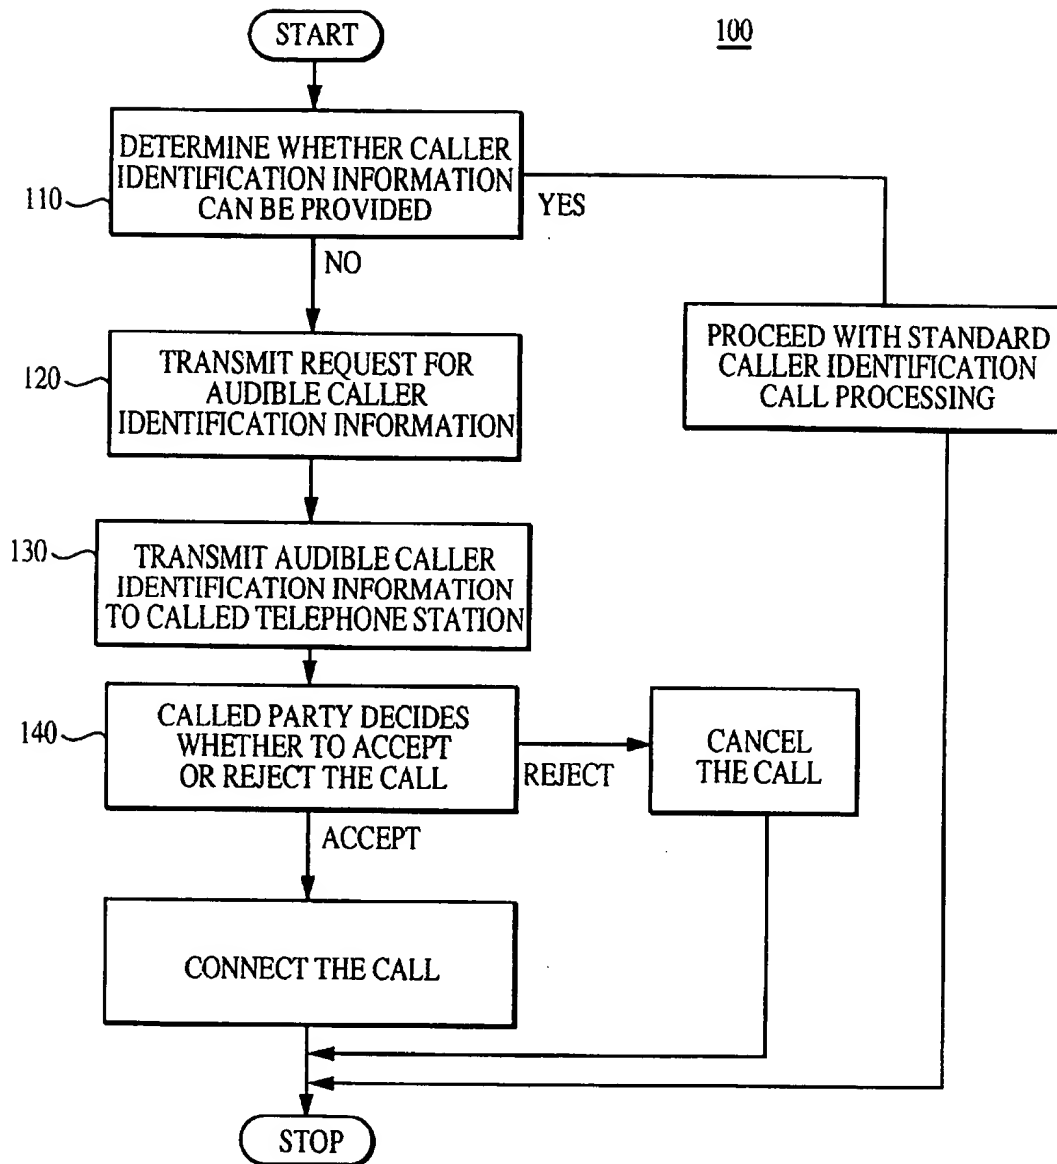 START
100
DETERMINE WHETHER CALLER
IDENTIFICATION INFORMATION
CAN BE PROVIDED
110
YES
NO
PROCEED WITH STANDARD
CALLER IDENTIFICATION
CALL PROCESSING
120
TRANSMIT REQUEST FOR
AUDIBLE CALLER
IDENTIFICATION INFORMATION
130
TRANSMIT AUDIBLE CALLER
IDENTIFICATION INFORMATION
TO CALLED TELEPHONE STATION
140
CALLED PARTY DECIDES
WHETHER TO ACCEPT
OR REJECT THE CALL
REJECT
CANCEL
THE CALL
ACCEPT
CONNECT THE CALL
STOP